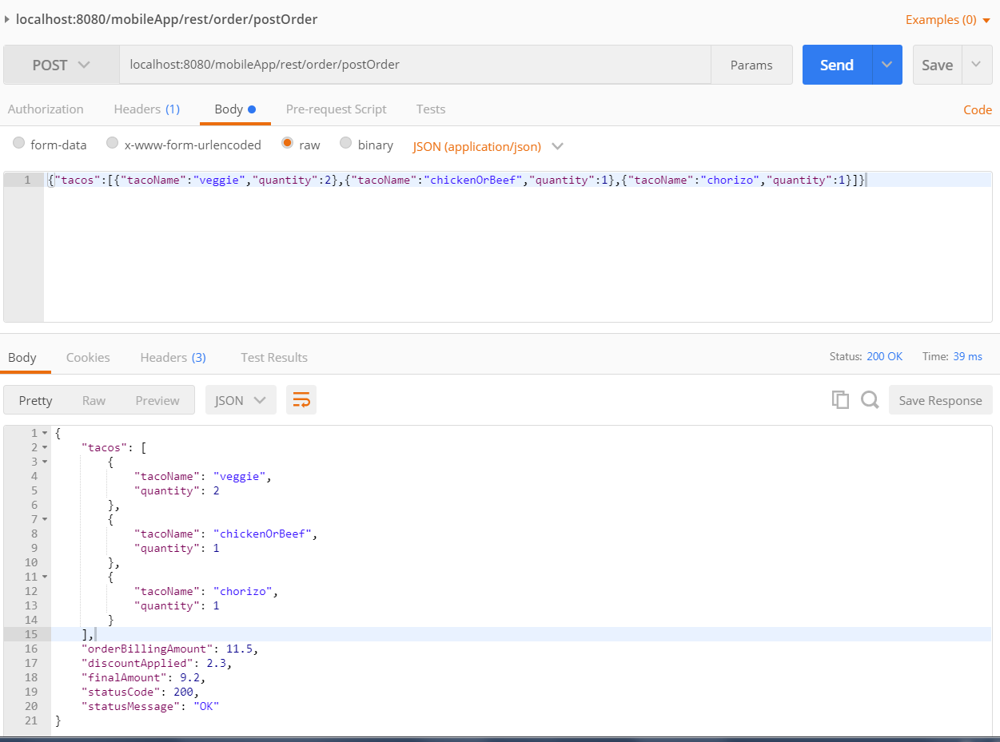 localhost:8080/mobileApp/rest/order/postOrder Examples (0)
POST localhost:8080/mobileApp/rest/order/postOrder Params Send Save
Authorization Headers (1) Body Pre-request Script Tests Code
form-data x-www-form-urlencoded raw binary JSON (application/json)
1 {"tacos":[{"tacoName":"veggie","quantity":2},{"tacoName":"chickenOrBeef","quantity":1},{"tacoName":"chorizo","quantity":1}]}
Body Cookies Headers (3) Test Results Status: 200 OK Time: 39 ms
Pretty Raw Preview JSON Save Response
1 {
2 "tacos": [
3 {
4 "tacoName": "veggie",
5 "quantity": 2
6 },
7 {
8 "tacoName": "chickenOrBeef",
9 "quantity": 1
10 },
11 {
12 "tacoName": "chorizo",
13 "quantity": 1
14 }
15 ],
16 "orderBillingAmount": 11.5,
17 "discountApplied": 2.3,
18 "finalAmount": 9.2,
19 "statusCode": 200,
20 "statusMessage": "OK"
21 }